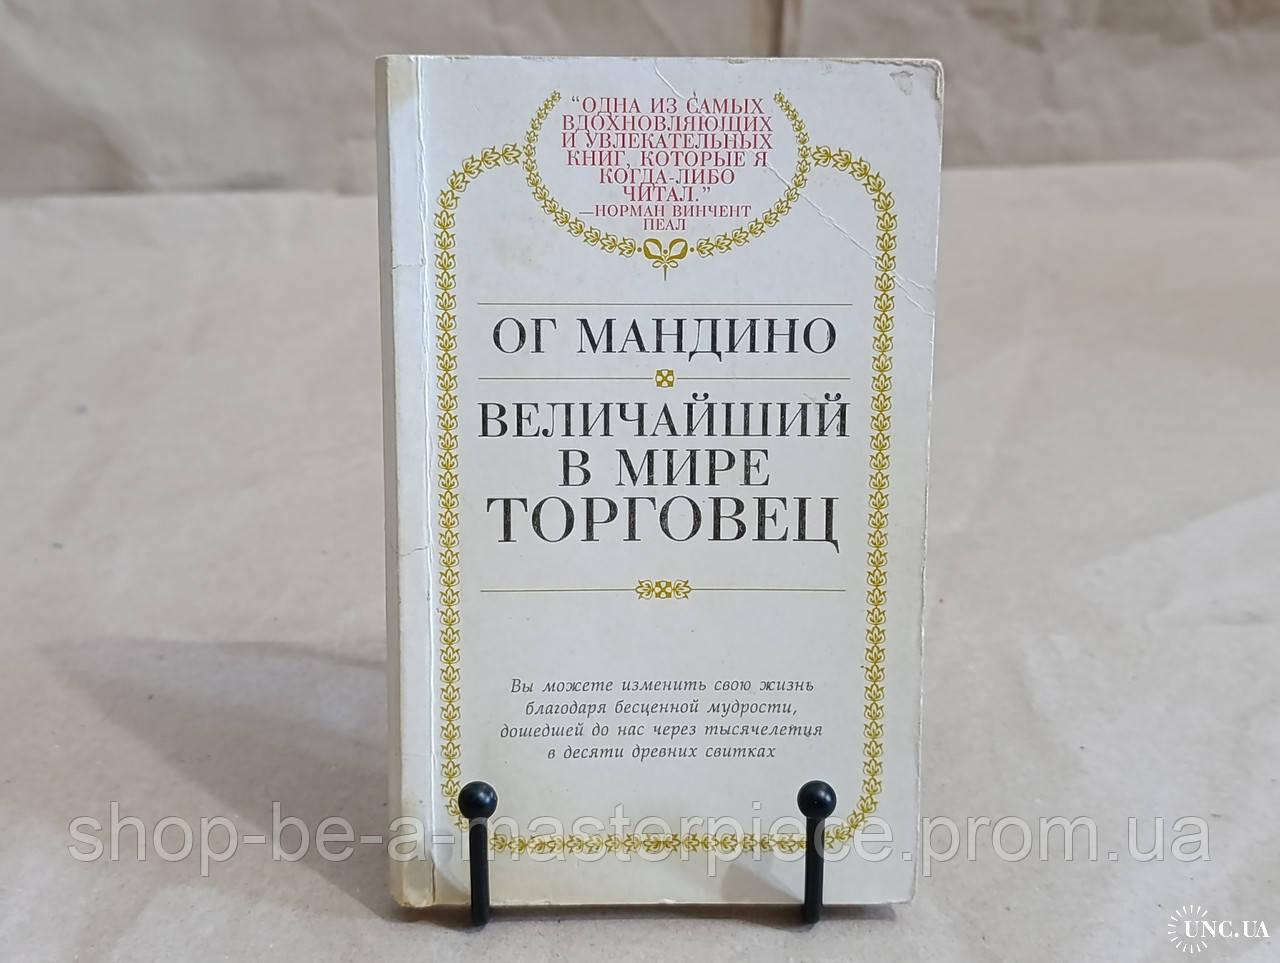 “ОДНА ИЗ САМЫХ
ВДОХНОВЛЯЮЩИХ
И УВЛЕКАТЕЛЬНЫХ
КНИГ, КОТОРЫЕ Я
КОГДА-ЛИБО
ЧИТАЛ.”
—НОРМАН ВИНЧЕНТ
ПЕАЛ
ОГ МАНДИНО
ВЕЛИЧАЙШИЙ
В МИРЕ
ТОРГОВЕЦ
Вы можете изменить свою жизнь
благодаря бесценной мудрости,
дошедшей до нас через тысячелетия
в десяти древних свитках
shop-be-a-masterpiece.prom.ua
UNC.UA